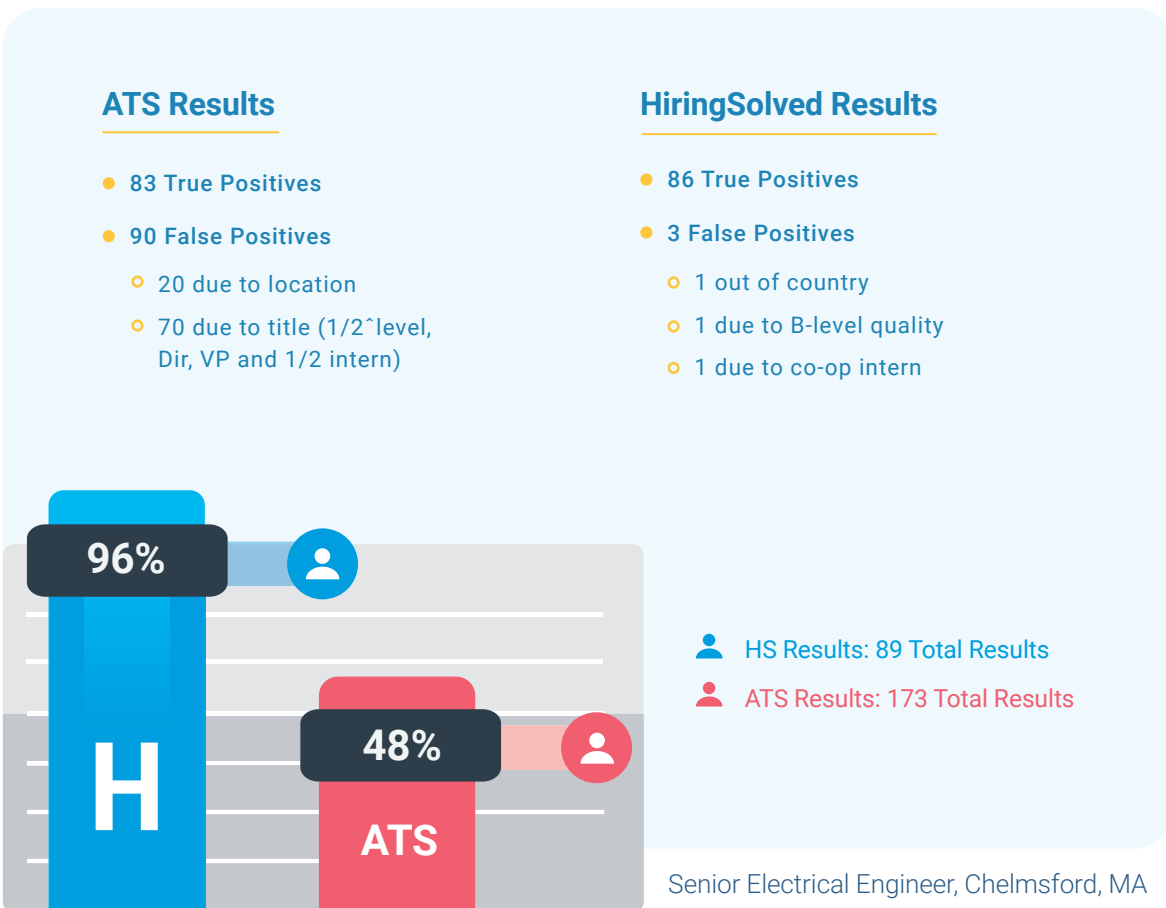 ATS Results
83 True Positives
90 False Positives
20 due to location
70 due to title (1/2ˆlevel,
Dir, VP and 1/2 intern)
HiringSolved Results
86 True Positives
3 False Positives
1 out of country
1 due to B-level quality
1 due to co-op intern
96%
H
48%
ATS
HS Results: 89 Total Results
ATS Results: 173 Total Results
Senior Electrical Engineer, Chelmsford, MA